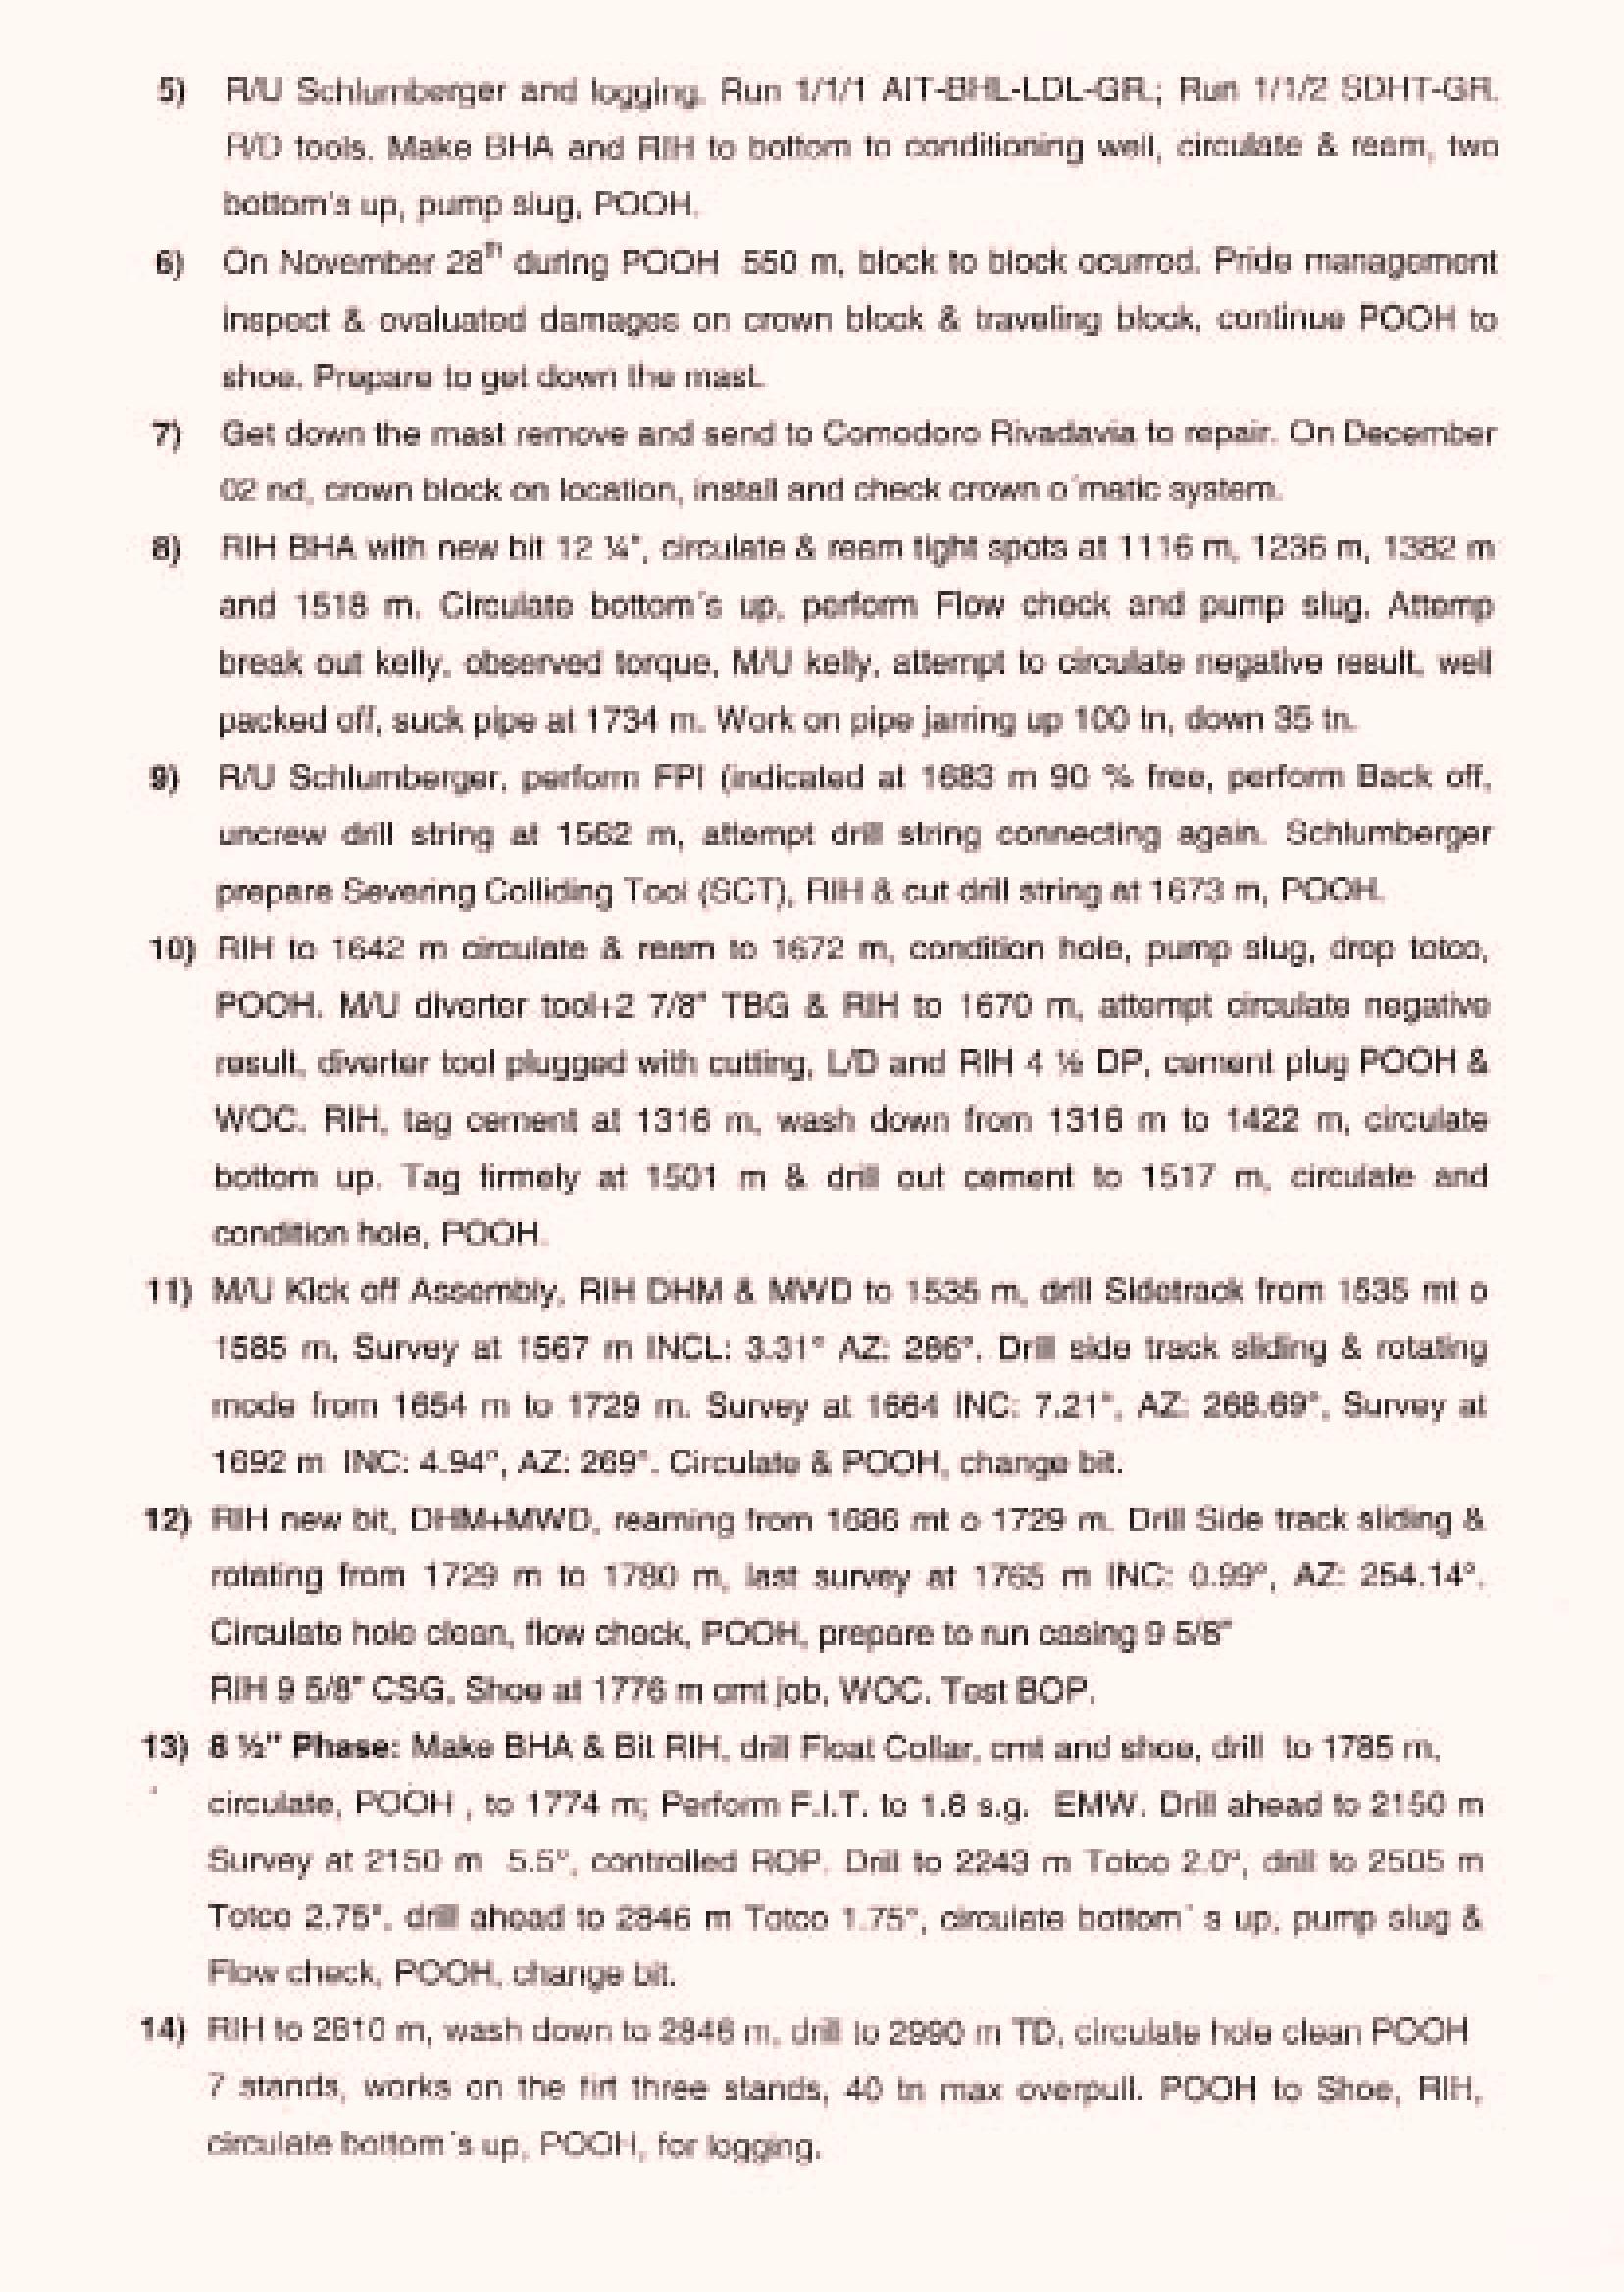 5) R/U Schlumberger and logging. Run 1/1/1 AIT-BHL-LDL-GR.; Run 1/1/2 SDHT-GR.
R/D tools. Make BHA and RIH to bottom to conditioning well, circulate & ream, two
bottom's up, pump slug, POOH.
6) On November 28th during POOH 550 m, block to block ocurred. Pride management
inspect & evaluated damages on crown block & traveling block, continue POOH to
shoe. Prepare to get down the mast.
7) Get down the mast remove and send to Comodoro Rivadavia to repair. On December
02 nd, crown block on location, install and check crown o´matic system.
8) RIH BHA with new bit 12 ¼", circulate & ream tight spots at 1116 m, 1236 m, 1382 m
and 1518 m. Circulate bottom´s up, perform Flow check and pump slug. Attemp
break out kelly, observed torque, M/U kelly, attempt to circulate negative result, well
packed off, suck pipe at 1734 m. Work on pipe jarring up 100 tn, down 35 tn.
9) R/U Schlumberger, perform FPI (indicated at 1683 m 90 % free, perform Back off,
uncrew drill string at 1562 m, attempt drill string connecting again. Schlumberger
prepare Severing Colliding Tool (SCT), RIH & cut drill string at 1673 m, POOH.
10) RIH to 1642 m circulate & ream to 1672 m, condition hole, pump slug, drop totco,
POOH. M/U diverter tool+2 7/8" TBG & RIH to 1670 m, attempt circulate negative
result, diverter tool plugged with cutting, L/D and RIH 4 ½ DP, cement plug POOH &
WOC. RIH, tag cement at 1316 m, wash down from 1316 m to 1422 m, circulate
bottom up. Tag firmely at 1501 m & drill out cement to 1517 m, circulate and
condition hole, POOH.
11) M/U Kick off Assembly, RIH DHM & MWD to 1535 m, drill Sidetrack from 1535 mt o
1585 m, Survey at 1567 m INCL: 3.31° AZ: 286°. Drill side track sliding & rotating
mode from 1654 m to 1729 m. Survey at 1664 INC: 7.21°, AZ: 268.69°, Survey at
1692 m INC: 4.94°, AZ: 269°. Circulate & POOH, change bit.
12) RIH new bit, DHM+MWD, reaming from 1686 mt o 1729 m. Drill Side track sliding &
rotating from 1729 m to 1780 m, last survey at 1765 m INC: 0.99°, AZ: 254.14°.
Circulate hole clean, flow check, POOH, prepare to run casing 9 5/8"
RIH 9 5/8" CSG, Shoe at 1776 m cmt job, WOC. Test BOP.
13) 8 ½" Phase: Make BHA & Bit RIH, drill Float Collar, cmt and shoe, drill to 1785 m,
circulate, POOH , to 1774 m; Perform F.I.T. to 1.8 s.g. EMW. Drill ahead to 2150 m
Survey at 2150 m 5.5°, controlled ROP. Drill to 2243 m Totco 2.0°, drill to 2505 m
Totco 2.75°, drill ahead to 2846 m Totco 1.75°, circulate bottom´ s up, pump slug &
Flow check, POOH, change bit.
14) RIH to 2810 m, wash down to 2846 m, drill to 2990 m TD, circulate hole clean POOH
7 stands, works on the firt three stands, 40 tn max overpull. POOH to Shoe, RIH,
circulate bottom´s up, POOH, for logging.